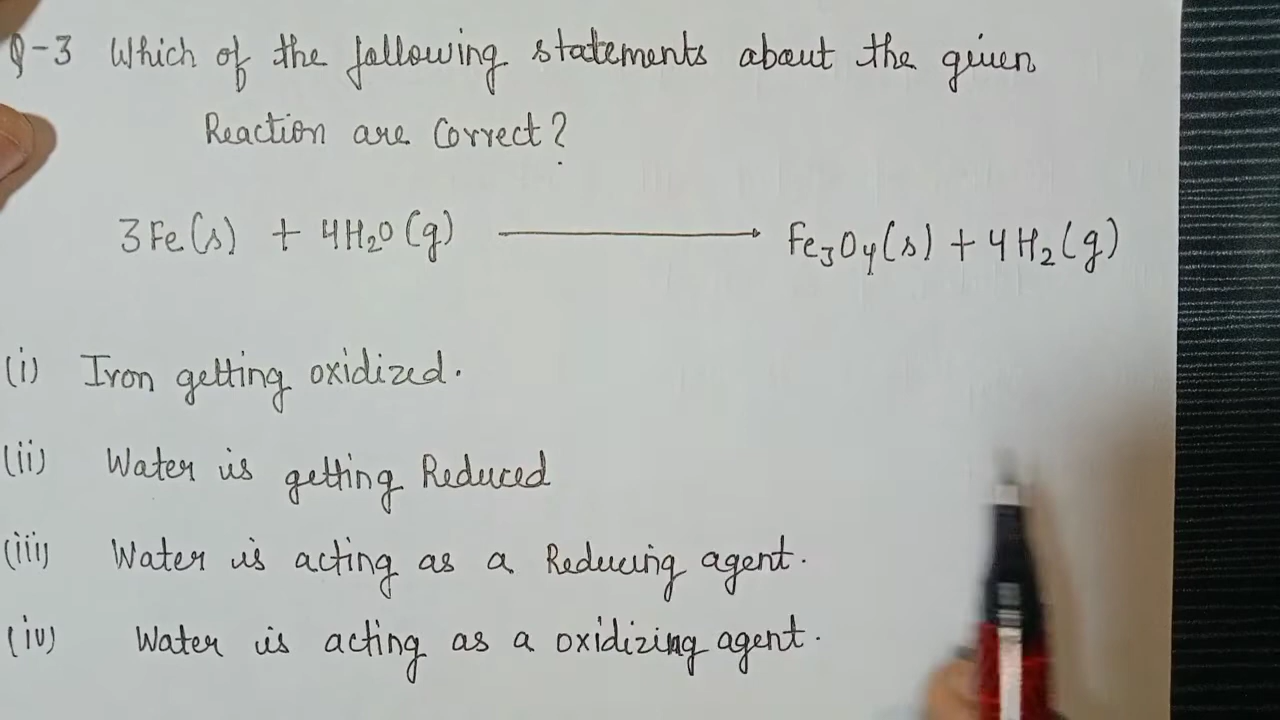 Q-3 Which of the following statements about the given
Reaction are Correct?
3Fe(s) + 4H₂O(g) ⟶ Fe₃O₄(s) + 4H₂(g)
(i) Iron getting oxidized.
(ii) Water is getting Reduced
(iii) Water is acting as a Reducing agent.
(iv) Water is acting as a oxidizing agent.